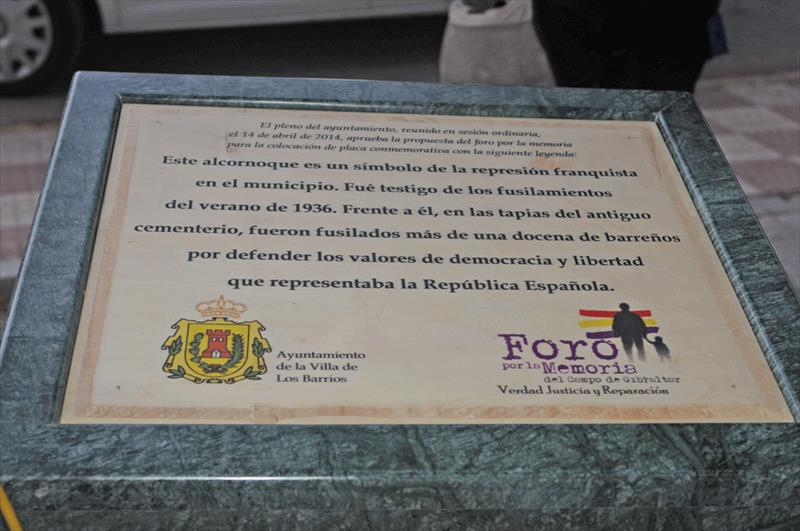 El pleno del ayuntamiento, reunido en sesión ordinaria,
el 14 de abril de 2014, aprueba la propuesta del foro por la memoria
para la colocación de placa conmemorativa con la siguiente leyenda:
Este alcornoque es un símbolo de la represión franquista
en el municipio. Fué testigo de los fusilamientos
del verano de 1936. Frente a él, en las tapias del antiguo
cementerio, fueron fusilados más de una docena de barreños
por defender los valores de democracia y libertad
que representaba la República Española.
Ayuntamiento
de la Villa de
Los Barrios
Foro
por la Memoria
del Campo de Gibraltar
Verdad Justicia y Reparación